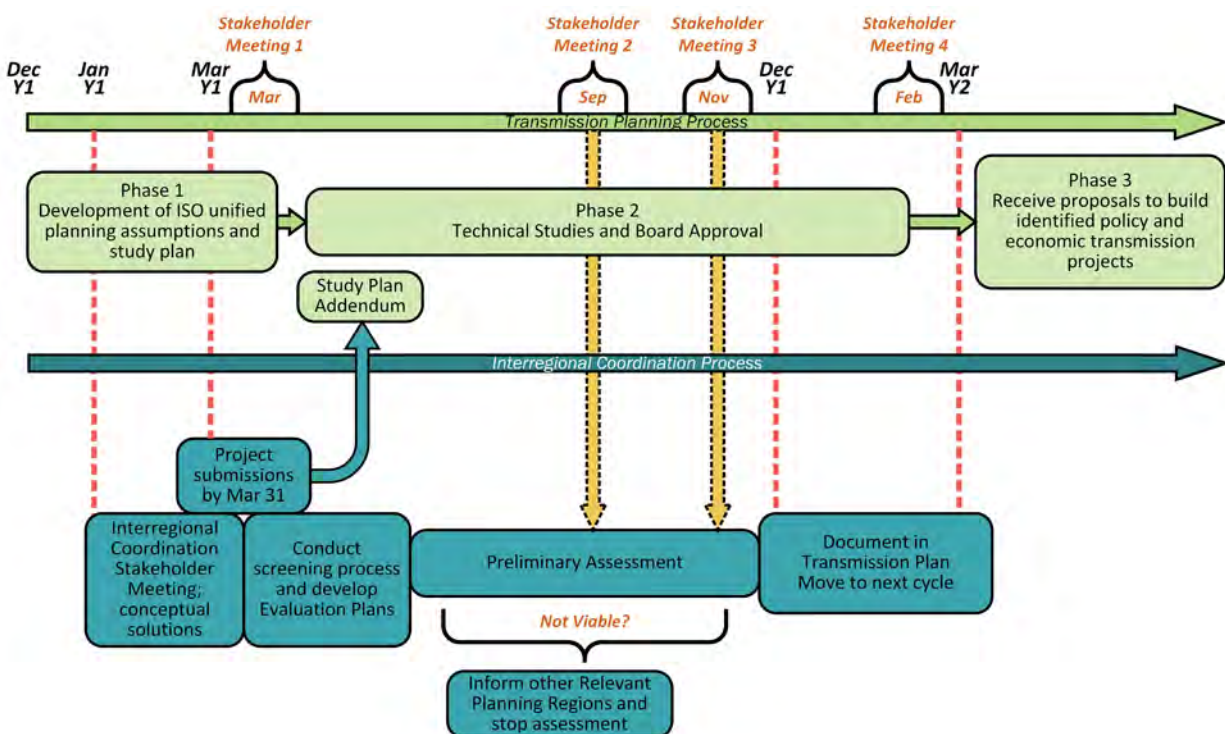 Stakeholder
Meeting 1
Stakeholder
Meeting 2
Stakeholder
Meeting 3
Stakeholder
Meeting 4
Dec
Y1
Jan
Y1
Mar
Y1
Mar
Sep
Nov
Dec
Y1
Feb
Mar
Y2
Transmission Planning Process
Phase 1
Development of ISO unified
planning assumptions and
study plan
Phase 2
Technical Studies and Board Approval
Phase 3
Receive proposals to build
identified policy and
economic transmission
projects
Study Plan
Addendum
Interregional Coordination Process
Project
submissions
by Mar 31
Interregional
Coordination
Stakeholder
Meeting;
conceptual
solutions
Conduct
screening process
and develop
Evaluation Plans
Preliminary Assessment
Document in
Transmission Plan
Move to next cycle
Not Viable?
Inform other Relevant
Planning Regions and
stop assessment